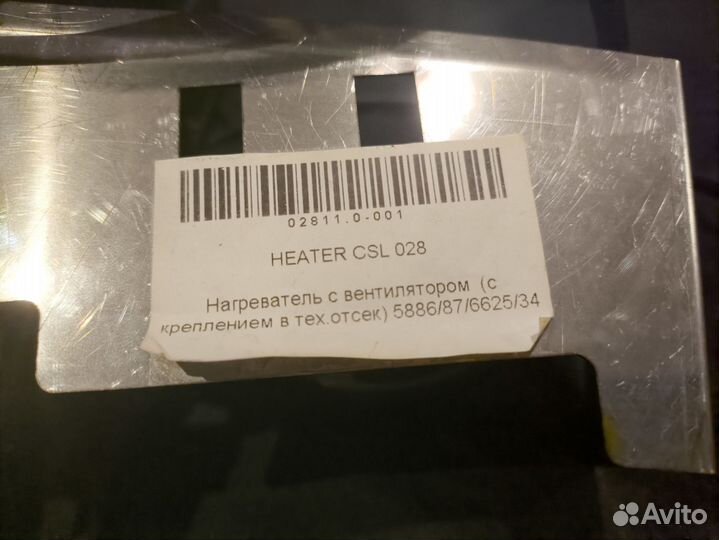 02811.0-001
HEATER CSL 028
Нагреватель с вентилятором (с
креплением в тех.отсек) 5886/87/6625/34
Avito